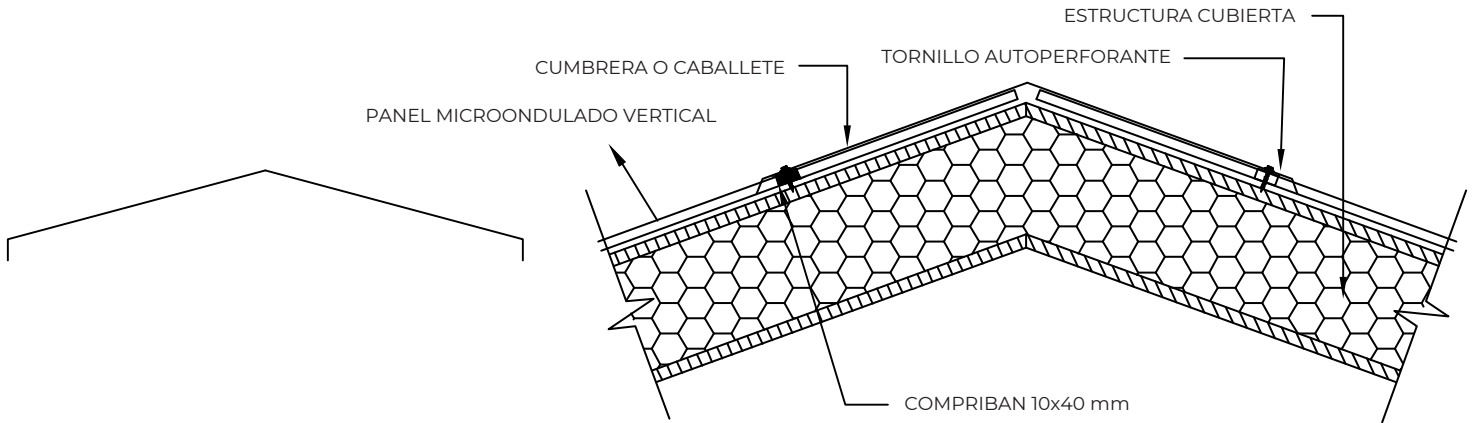 ESTRUCTURA CUBIERTA
TORNILLO AUTOPERFORANTE
CUMBRERA O CABALLETE
PANEL MICROONDULADO VERTICAL
COMPRIBAN 10x40 mm